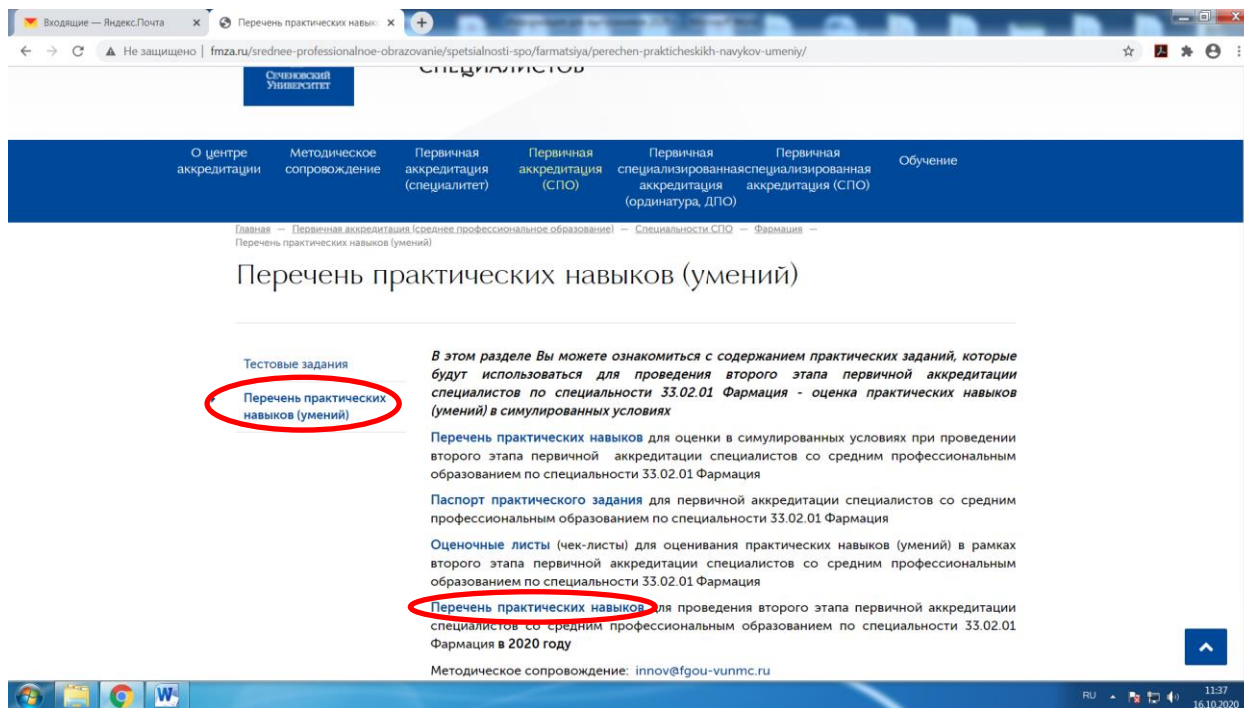 Входящие — Яндекс.Почта
Перечень практических навык
Не защищено | fmza.ru/srednee-professionalnoe-obrazovanie/spetsialnosti-spo/farmatsiya/perechen-prakticheskikh-navykov-umeniy/
Сеченовский
Университет
СПЕЦИАЛИСТОВ
О центре аккредитации
Методическое сопровождение
Первичная аккредитация (специалитет)
Первичная аккредитация (СПО)
Первичная специализированная аккредитация (ординатура, ДПО)
Первичная специализированная аккредитация (СПО)
Обучение
Главная — Первичная аккредитация (среднее профессиональное образование) — Специальности СПО — Фармация —
Перечень практических навыков (умений)
Перечень практических навыков (умений)
Тестовые задания
Перечень практических
навыков (умений)
В этом разделе Вы можете ознакомиться с содержанием практических заданий, которые
будут использоваться для проведения второго этапа первичной аккредитации
специалистов по специальности 33.02.01 Фармация - оценка практических навыков
(умений) в симулированных условиях
Перечень практических навыков для оценки в симулированных условиях при проведении
второго этапа первичной аккредитации специалистов со средним профессиональным
образованием по специальности 33.02.01 Фармация
Паспорт практического задания для первичной аккредитации специалистов со средним
профессиональным образованием по специальности 33.02.01 Фармация
Оценочные листы (чек-листы) для оценивания практических навыков (умений) в рамках
второго этапа первичной аккредитации специалистов со средним профессиональным
образованием по специальности 33.02.01 Фармация
Перечень практических навыков для проведения второго этапа первичной аккредитации
специалистов со средним профессиональным образованием по специальности 33.02.01
Фармация в 2020 году
Методическое сопровождение: innov@fgou-vunmc.ru
RU
11:37
16.10.2020